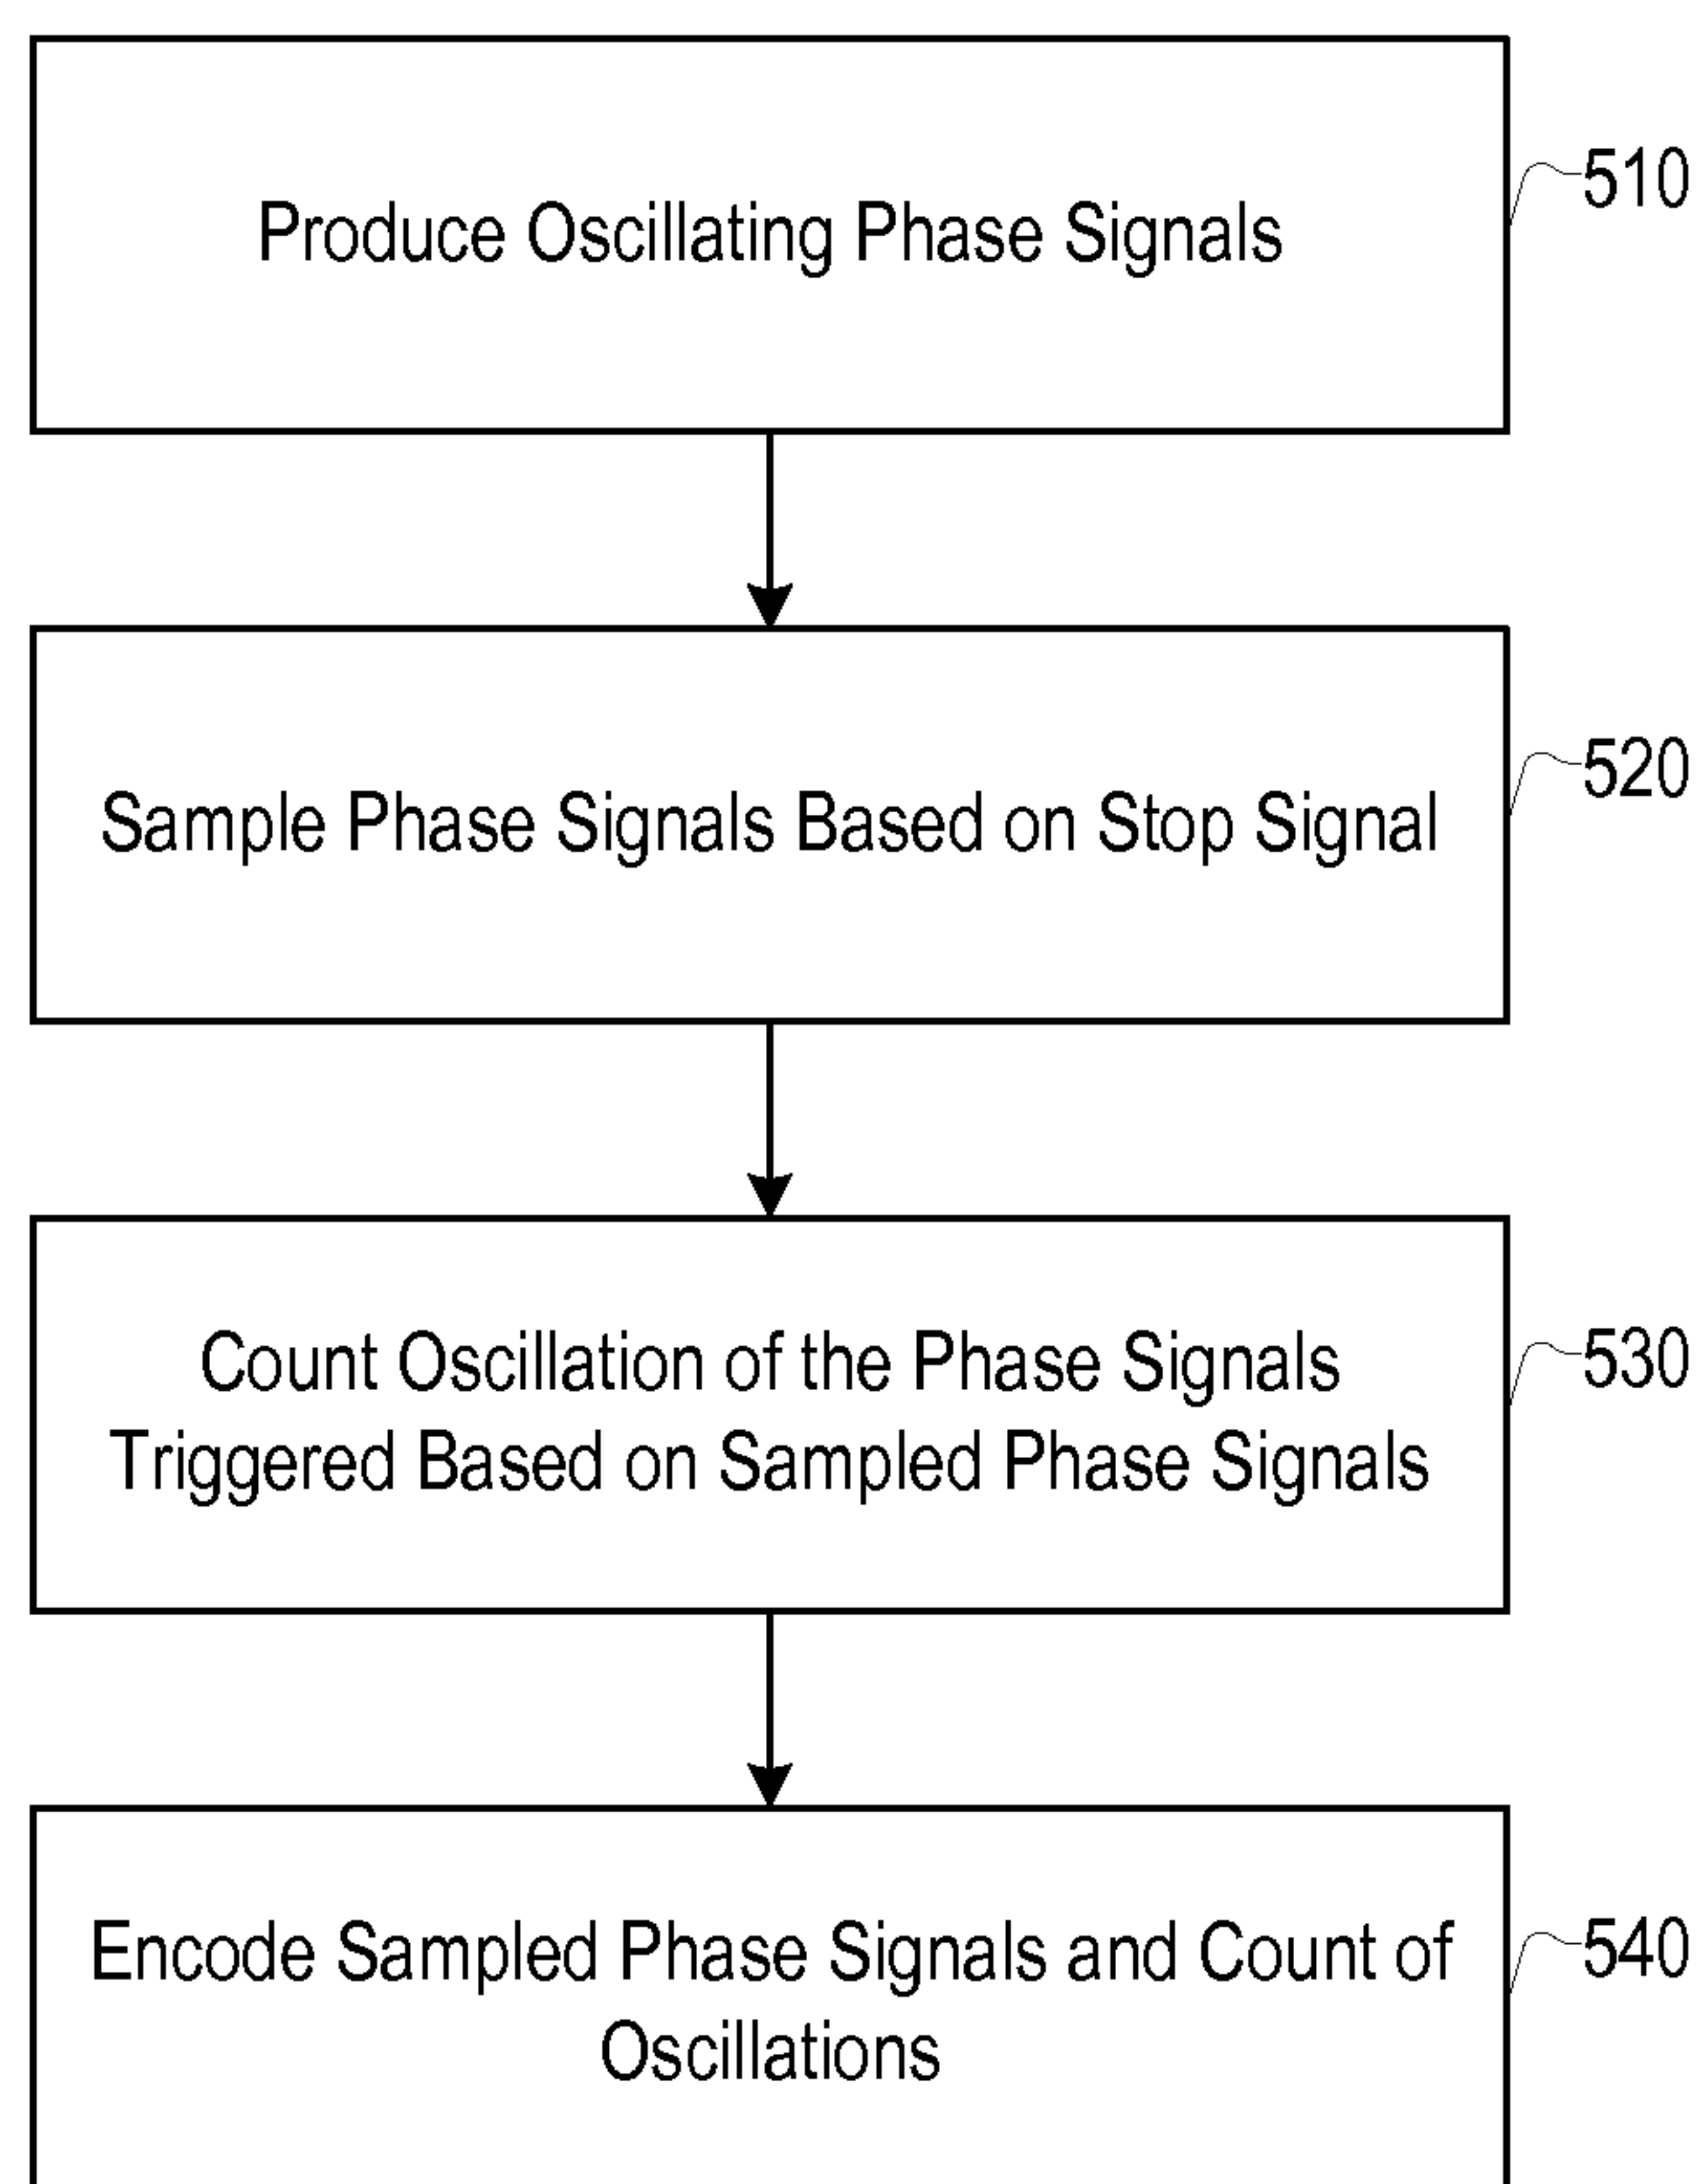 Produce Oscillating Phase Signals
510
Sample Phase Signals Based on Stop Signal
520
Count Oscillation of the Phase Signals
Triggered Based on Sampled Phase Signals
530
Encode Sampled Phase Signals and Count of
Oscillations
540